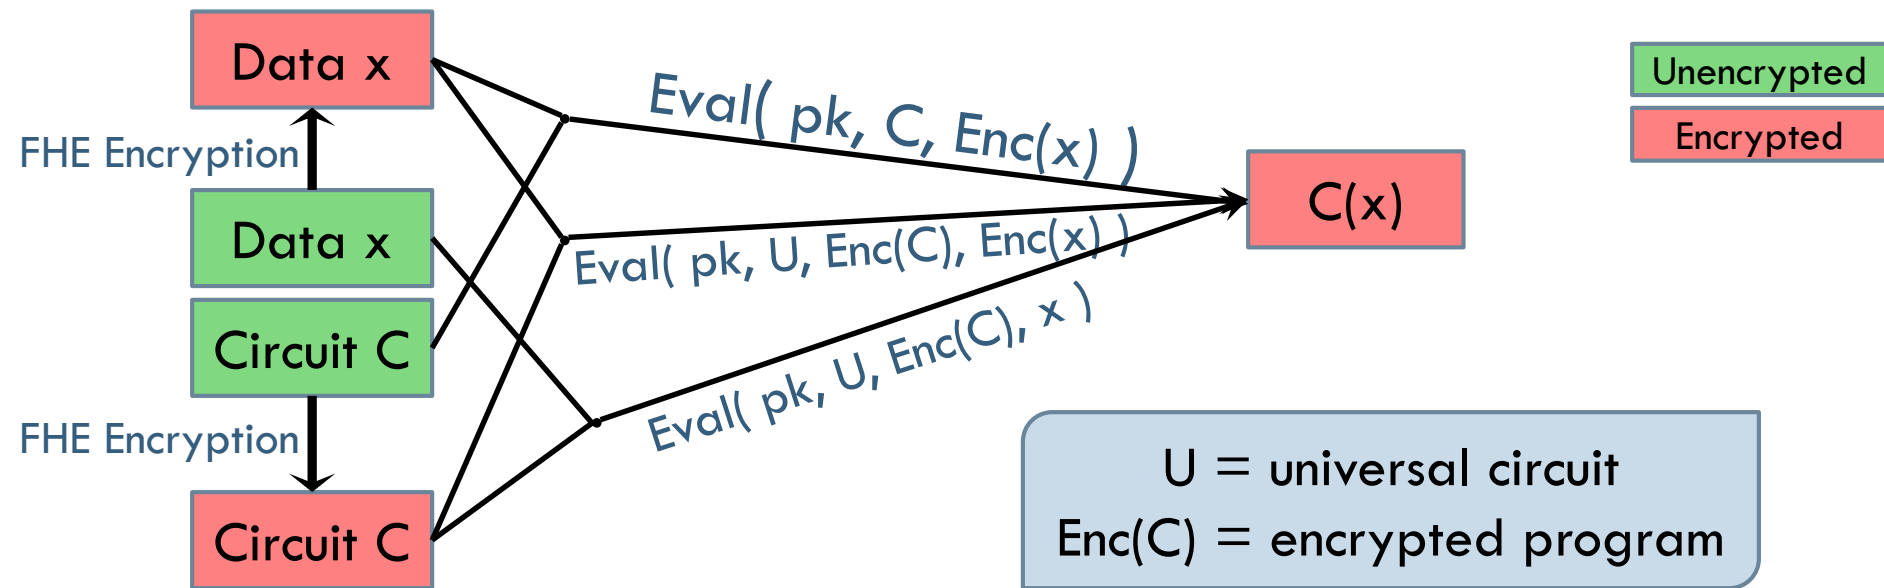 Data x
FHE Encryption
Data x
Circuit C
FHE Encryption
Circuit C
Eval( pk, C, Enc(x) )
Eval( pk, U, Enc(C), Enc(x) )
Eval( pk, U, Enc(C), x )
C(x)
Unencrypted
Encrypted
U = universal circuit
Enc(C) = encrypted program